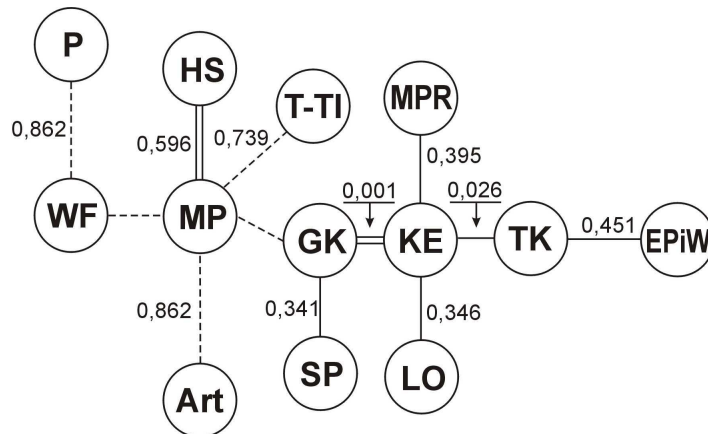 P
HS
T-TI
MPR
0,862
0,596
0,739
0,395
0,001
0,026
WF
MP
GK
KE
TK
0,451
EPiW
0,862
0,341
0,346
SP
LO
Art